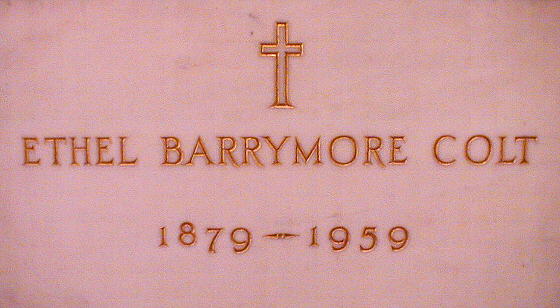 ETHEL BARRYMORE COLT
1879 - 1959